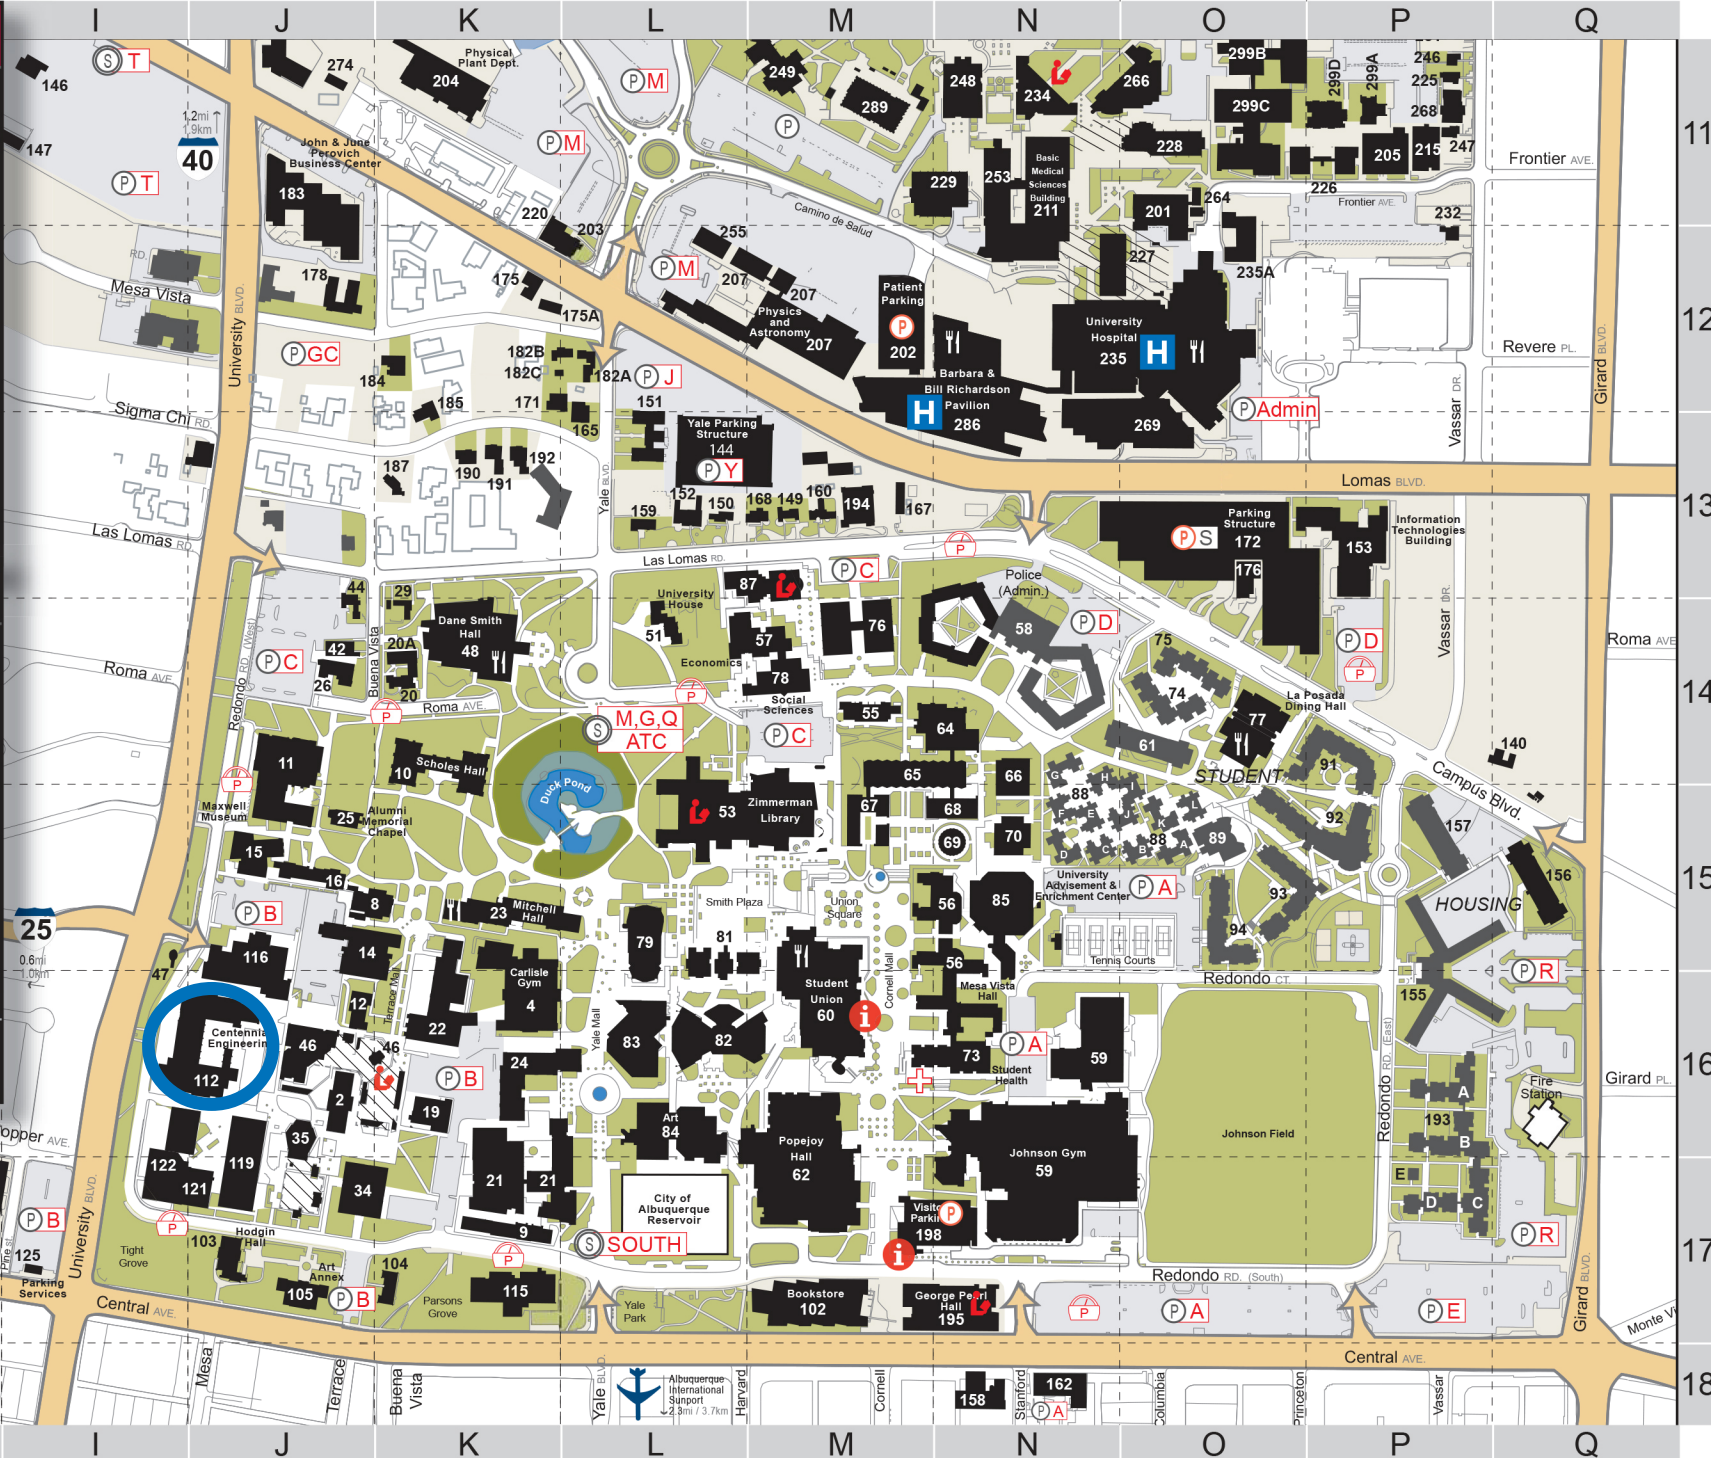 I J K L M N O P Q
S T
146
274
Physical
Plant Dept.
204
P M
249
289
248
234
266
299B
299D
299A
246
225
299C
268
11
147
1.2mi
1.9km
40
P T
John & June
Perovich
Business Center
183
P M
P
229
253
Basic
Medical
Sciences
Building
211
228
205
215
247
Frontier AVE.
226
220
203
Camino de Salud
201
264
Frontier AVE.
232
255
207
P M
207
227
235A
RD.
Mesa Vista
University BLVD.
178
175
175A
Physics
and
Astronomy
207
Patient
Parking
P
202
University
Hospital
235
H
12
Revere PL.
Girard BLVD.
P GC
184
182B
182C
182A
P J
Barbara &
Bill Richardson
Pavilion
286
H
269
P Admin
Vassar DR.
Sigma Chi RD.
185
171
165
151
Yale Parking
Structure
144
P Y
187
190
191
192
Yale BLVD.
Lomas BLVD.
152
150
168
149
160
194
167
159
13
Las Lomas RD.
Las Lomas RD.
P
Parking
Structure
172
P S
176
153
Information
Technologies
Building
P C
87
University
House
Police
(Admin.)
44
29
Dane Smith
Hall
48
51
57
76
58
P D
P D
P
Vassar DR.
Roma AVE.
Roma AVE.
Redondo RD. (West)
P C
42
26
Buena Vista
20A
20
Economics
78
Social
Sciences
75
74
14
P
Roma AVE.
P
S M,G,Q
ATC
P C
55
64
61
77
La Posada
Dining Hall
STUDENT
91
140
Campus Blvd.
11
10
Scholes Hall
Duck Pond
P
Maxwell
Museum
25
Alumni
Memorial
Chapel
53
Zimmerman
Library
65
67
66
68
69
70
88
G H I F E J L K D C B A
88
89
92
157
15
16
8
P B
23
Mitchell
Hall
Smith Plaza
Union
Square
56
85
University
Advisement &
Enrichment Center
P A
93
94
HOUSING
156
15
25
0.6mi
1.0km
47
116
14
Carlisle
Gym
4
79
81
Student
Union
60
Cornell Mall
56
Mesa Vista
Hall
Tennis Courts
Redondo CT.
155
P R
Centennial
Engineering
112
12
Terrace Mall
46
46
22
24
Yale Mall
83
82
i
73
Student
Health
P A
59
16
P B
2
19
35
Art
84
Popejoy
Hall
62
Johnson Gym
59
Johnson Field
Redondo RD. (East)
A
193
B
E
D
C
Fire
Station
Girard PL.
122
121
119
34
21
21
9
City of
Albuquerque
Reservoir
Visitor
Parking
P
198
i
P R
P B
125
Parking
Services
University BLVD.
P
103
Hodgin
Hall
Tight
Grove
Art
Annex
105
P B
104
Parsons
Grove
P
115
S SOUTH
Yale
Park
Bookstore
102
George Pearl
Hall
195
P
P A
Redondo RD. (South)
P E
Girard BLVD.
17
Central AVE.
Central AVE.
Mesa
Terrace
Buena
Vista
Yale BLVD.
Albuquerque
International
Sunport
2.3mi / 3.7km
Harvard
Cornell
158
Stanford
162
P A
Columbia
Princeton
Vassar
18
I J K L M N O P Q